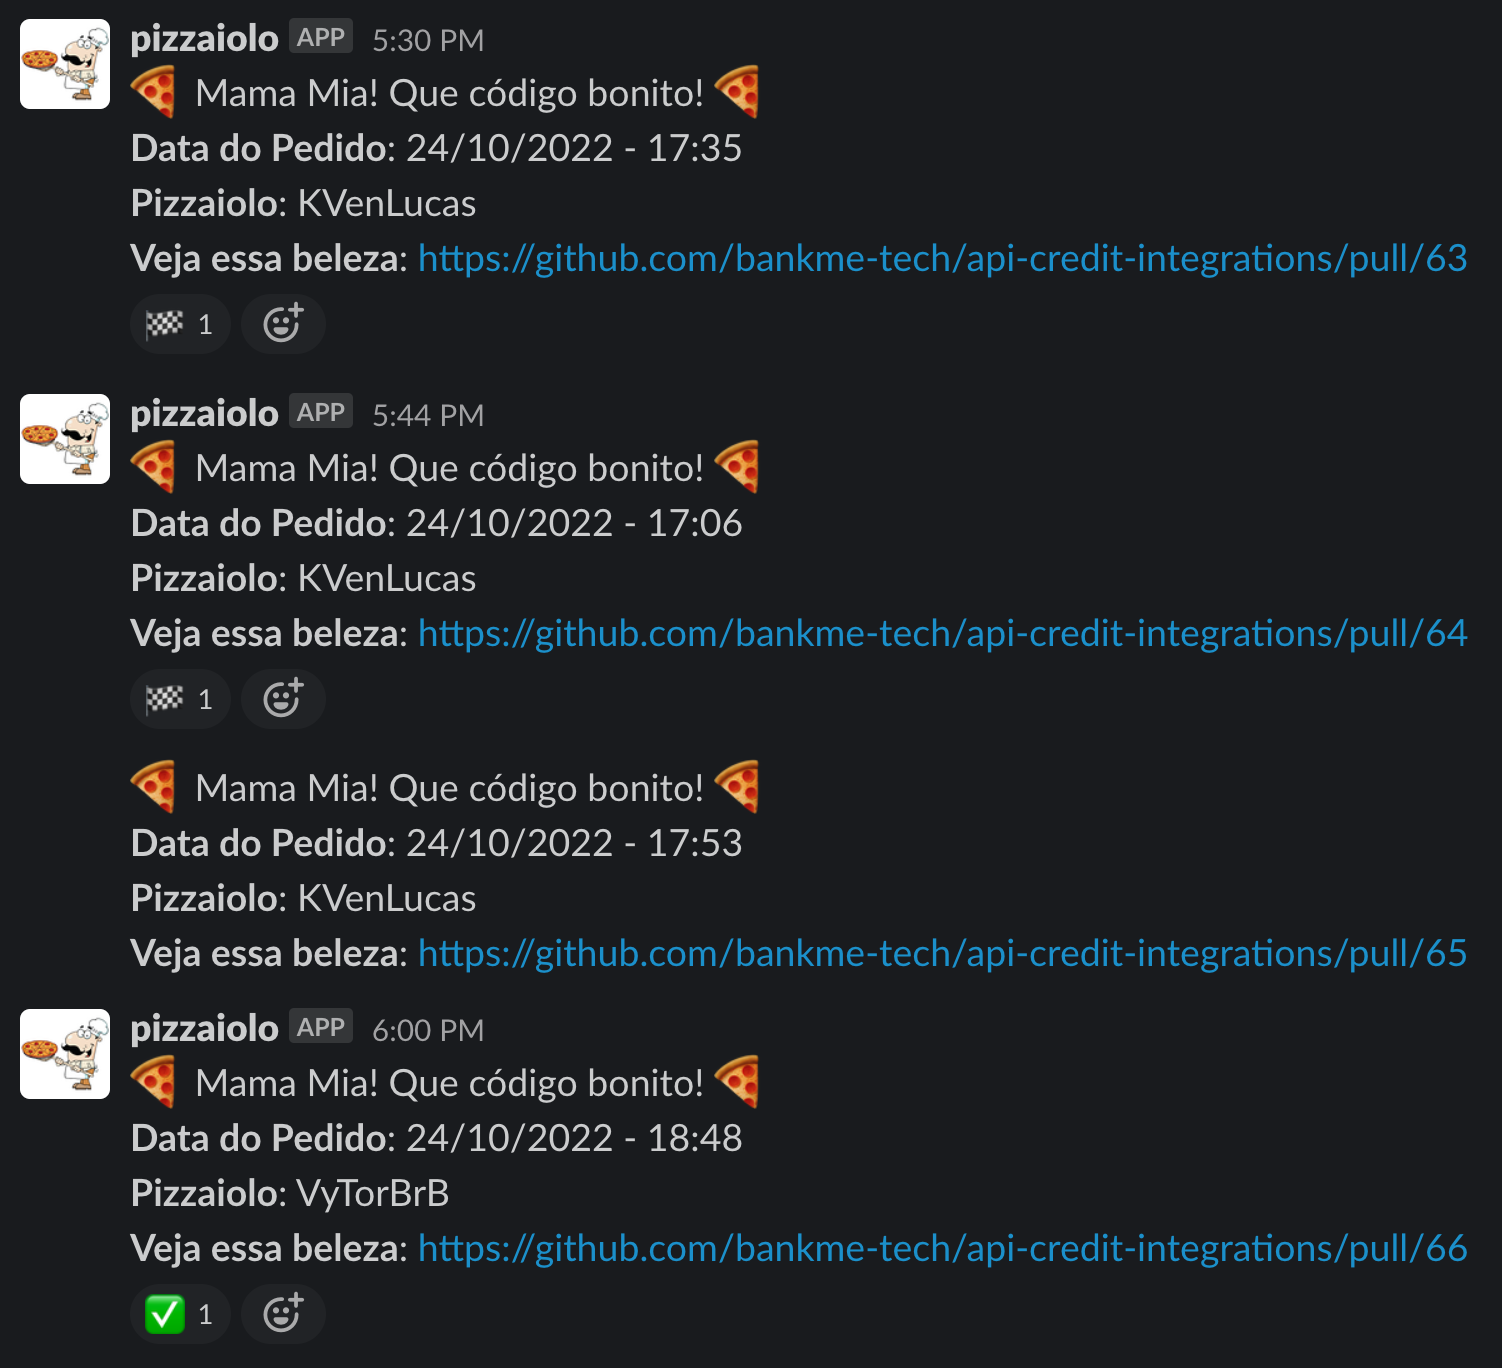 pizzaiolo APP 5:30 PM
Mama Mia! Que código bonito!
Data do Pedido: 24/10/2022 - 17:35
Pizzaiolo: KVenLucas
Veja essa beleza: https://github.com/bankme-tech/api-credit-integrations/pull/63
1
pizzaiolo APP 5:44 PM
Mama Mia! Que código bonito!
Data do Pedido: 24/10/2022 - 17:06
Pizzaiolo: KVenLucas
Veja essa beleza: https://github.com/bankme-tech/api-credit-integrations/pull/64
1
Mama Mia! Que código bonito!
Data do Pedido: 24/10/2022 - 17:53
Pizzaiolo: KVenLucas
Veja essa beleza: https://github.com/bankme-tech/api-credit-integrations/pull/65
pizzaiolo APP 6:00 PM
Mama Mia! Que código bonito!
Data do Pedido: 24/10/2022 - 18:48
Pizzaiolo: VyTorBrB
Veja essa beleza: https://github.com/bankme-tech/api-credit-integrations/pull/66
1